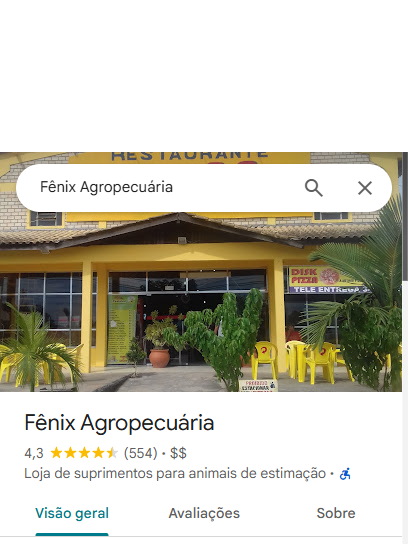 RESTAURANTE
Fênix Agropecuária
DISK
PIZZA
TELE ENTREGA
PROIBIDO
ESTACIONAR
Fênix Agropecuária
4,3 (554) • $$
Loja de suprimentos para animais de estimação •
Visão geral Avaliações Sobre